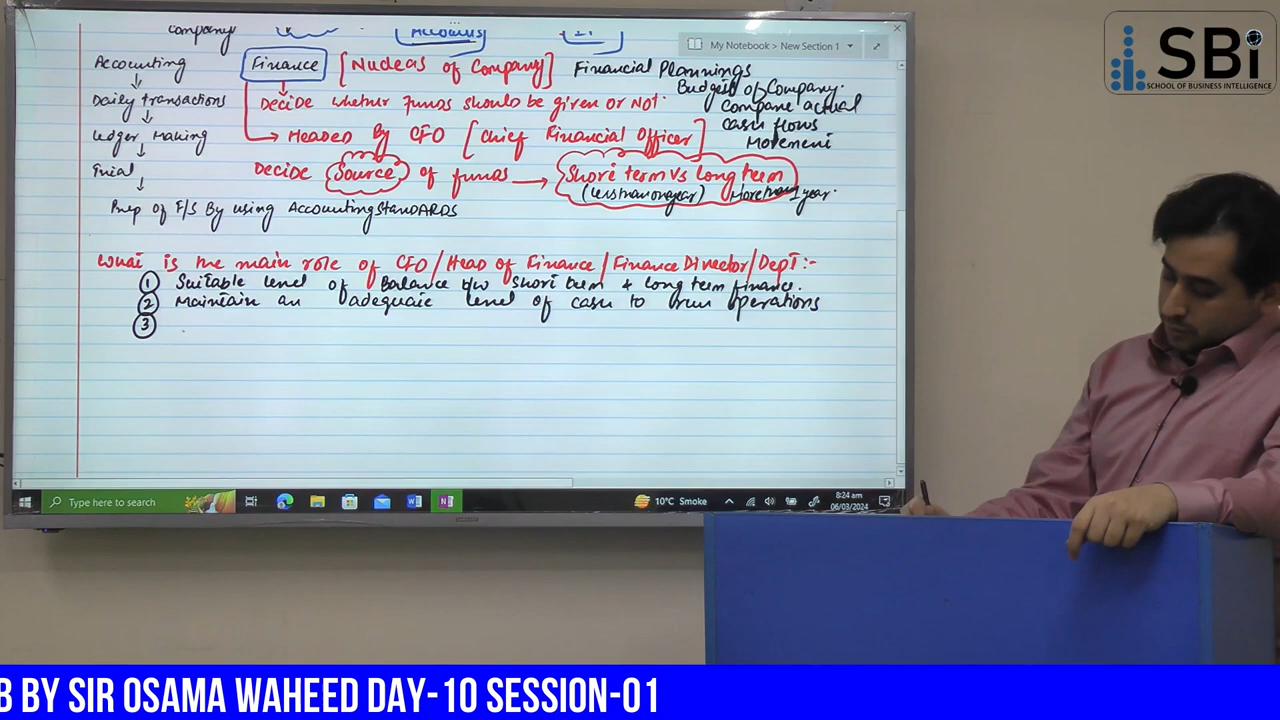 company Accounts IT
My Notebook > New Section 1
Accounting Finance [Nucleas of Company] Financial Plannings
Budgets of Company.
Daily transactions Decide whether funds should be given or Not. Compare actual
cash flows
Ledger Making Headed By CFO [Chief Financial Officer] Movement
Trial Decide Source of funds → Short term Vs long term
(less than one year) More than 1 year.
Prep of F/S By using Accounting StanDARDS
What is the main role of CFO/Head of Finance/Finance Director/Dept:-
① Suitable level of Balance b/w Short term & long term finance.
② Maintain an adequate level of cash to run operations
③
Type here to search 10°C Smoke 8:24 am
06/03/2024
SBi
SCHOOL OF BUSINESS INTELLIGENCE
B BY SIR OSAMA WAHEED DAY-10 SESSION-01